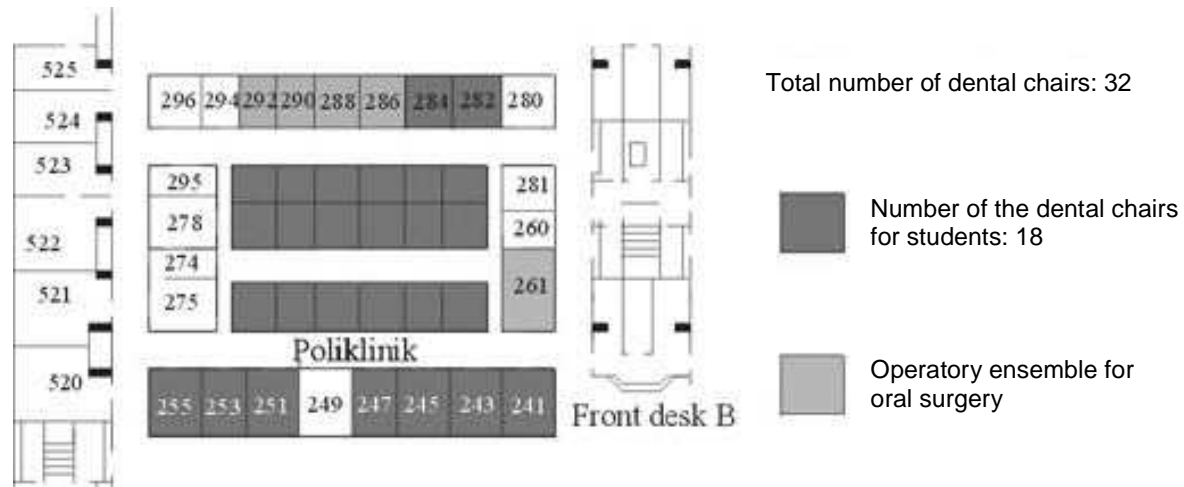 525
524
523
522
521
520
296 294 292 290 288 286 284 282 280
295
278
274
275
281
260
261
Poliklinik
255 253 251 249 247 245 243 241
Front desk B
Total number of dental chairs: 32
Number of the dental chairs
for students: 18
Operatory ensemble for
oral surgery